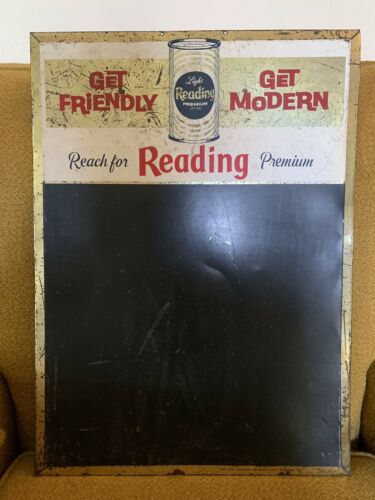 GET
FRIENDLY
Light
Reading
PREMIUM
GET
MODERN
Reach for Reading Premium